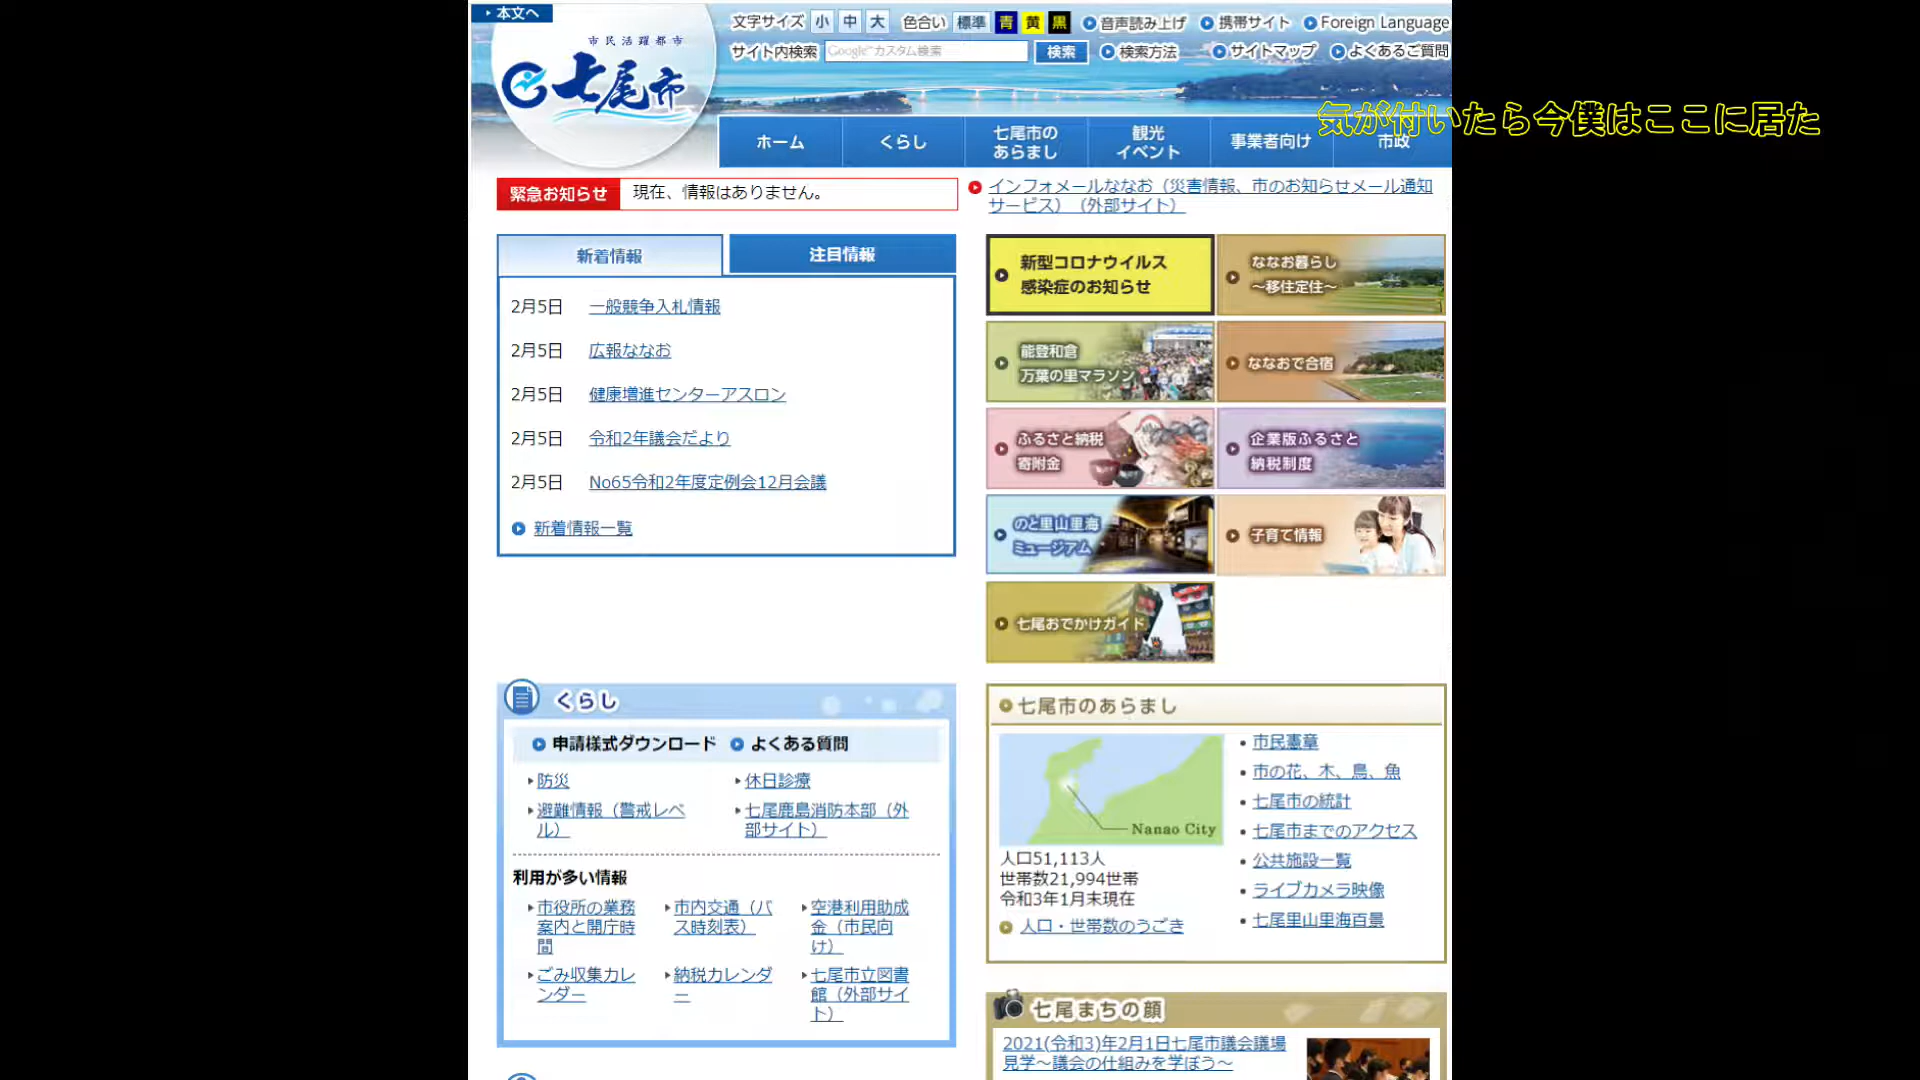 本文へ
市民活躍都市
七尾市
文字サイズ 小 中 大 色合い 標準 青 黄 黒 音声読み上げ 携帯サイト Foreign Language
サイト内検索 Google カスタム検索 検索 検索方法 サイトマップ よくあるご質問
気が付いたら今僕はここに居た
ホーム
くらし
七尾市の
あらまし
観光
イベント
事業者向け
市政
緊急お知らせ 現在、情報はありません。
インフォメールななお（災害情報、市のお知らせメール通知
サービス）（外部サイト）
新着情報
注目情報
2月5日 一般競争入札情報
2月5日 広報ななお
2月5日 健康増進センターアスロン
2月5日 令和2年議会だより
2月5日 No65令和2年度定例会12月会議
新着情報一覧
新型コロナウイルス
感染症のお知らせ
ななお暮らし
～移住定住～
能登和倉
万葉の里マラソン
ななおで合宿
ふるさと納税
寄附金
企業版ふるさと
納税制度
のと里山里海
ミュージアム
子育て情報
七尾おでかけガイド
くらし
申請様式ダウンロード よくある質問
防災
休日診療
避難情報（警戒レベ
ル）
七尾鹿島消防本部（外
部サイト）
利用が多い情報
市役所の業務
案内と開庁時
間
市内交通（バ
ス時刻表）
空港利用助成
金（市民向
け）
ごみ収集カレ
ンダー
納税カレンダ
ー
七尾市立図書
館（外部サイ
ト）
七尾市のあらまし
Nanao City
人口51,113人
世帯数21,994世帯
令和3年1月末現在
人口・世帯数のうごき
市民憲章
市の花、木、鳥、魚
七尾市の統計
七尾市までのアクセス
公共施設一覧
ライブカメラ映像
七尾里山里海百景
七尾まちの顔
2021(令和3)年2月1日七尾市議会議場
見学～議会の仕組みを学ぼう～